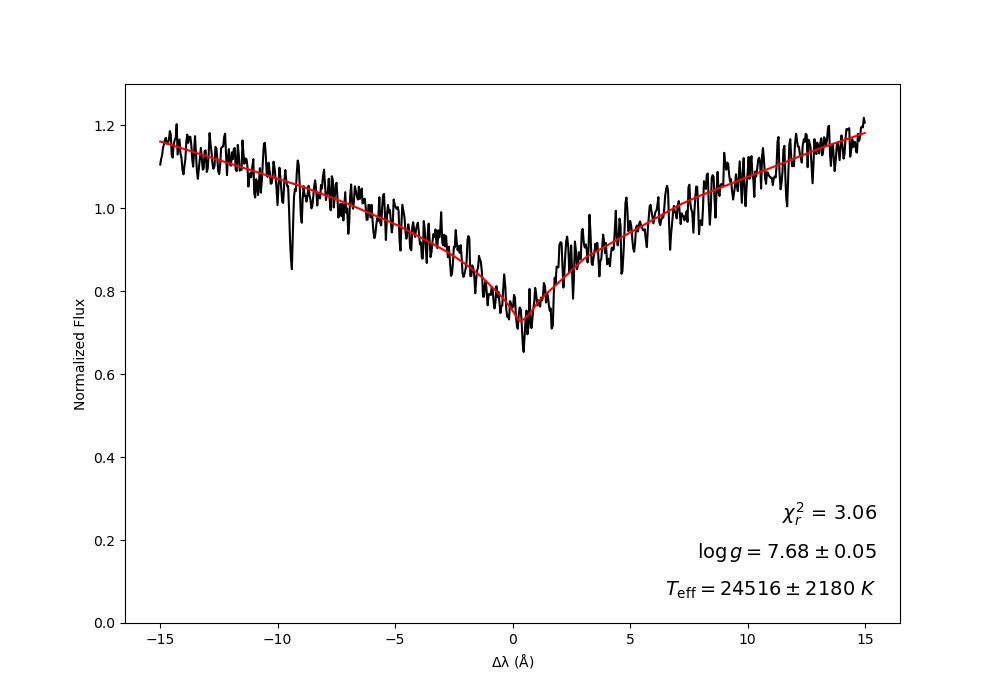 Normalized Flux
1.2
1.0
0.8
0.6
0.4
0.2
0.0
χ²ᵣ = 3.06
log g = 7.68 ± 0.05
T_eff = 24516 ± 2180 K
−15 −10 −5 0 5 10 15
Δλ (Å)